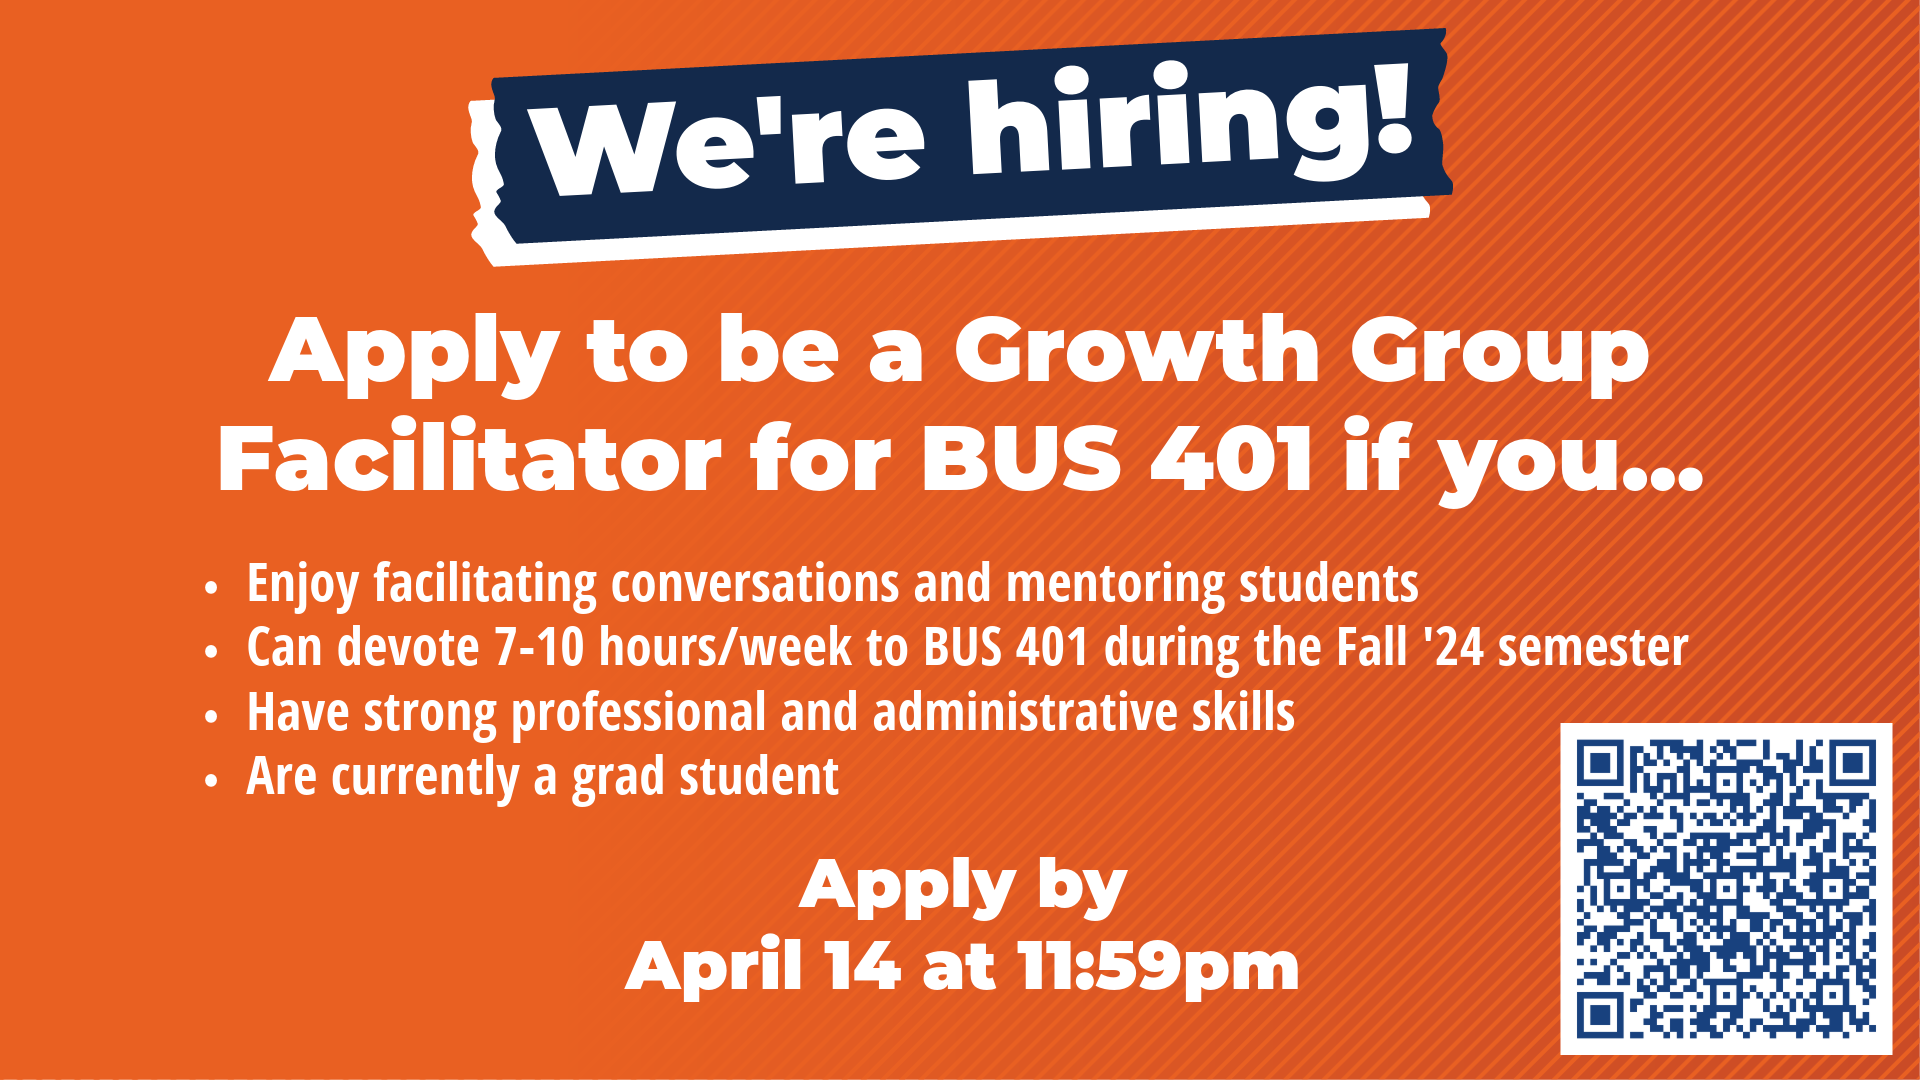 We're hiring!
Apply to be a Growth Group
Facilitator for BUS 401 if you...
• Enjoy facilitating conversations and mentoring students
• Can devote 7-10 hours/week to BUS 401 during the Fall '24 semester
• Have strong professional and administrative skills
• Are currently a grad student
Apply by
April 14 at 11:59pm